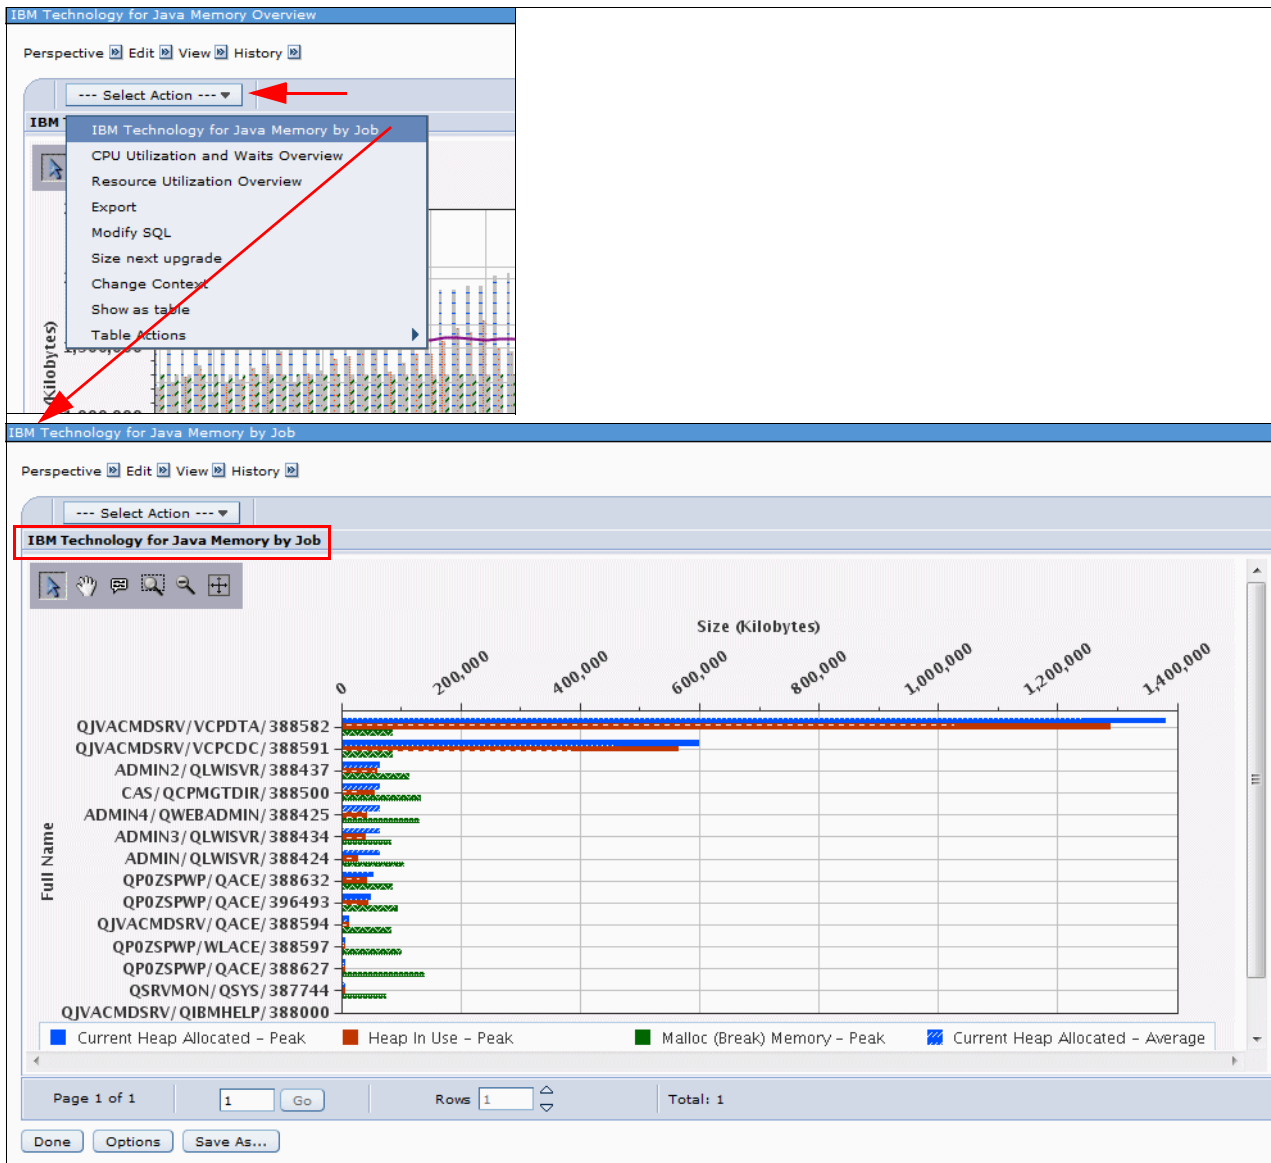 IBM Technology for Java Memory Overview
Perspective Edit View History
--- Select Action ---
IBM
IBM Technology for Java Memory by Job
CPU Utilization and Waits Overview
Resource Utilization Overview
Export
Modify SQL
Size next upgrade
Change Context
Show as table
Table Actions
(Kilobytes)
IBM Technology for Java Memory by Job
Perspective Edit View History
--- Select Action ---
IBM Technology for Java Memory by Job
Size (Kilobytes)
0 200,000 400,000 600,000 800,000 1,000,000 1,200,000 1,400,000
Full Name
QJVACMDSRV/VCPDTA/388582
QJVACMDSRV/VCPCDC/388591
ADMIN2/QLWISVR/388437
CAS/QCPMGTDIR/388500
ADMIN4/QWEBADMIN/388425
ADMIN3/QLWISVR/388434
ADMIN/QLWISVR/388424
QP0ZSPWP/QACE/388632
QP0ZSPWP/QACE/396493
QJVACMDSRV/QACE/388594
QP0ZSPWP/WLACE/388597
QP0ZSPWP/QACE/388627
QSRVMON/QSYS/387744
QJVACMDSRV/QIBMHELP/388000
Current Heap Allocated – Peak Heap In Use – Peak Malloc (Break) Memory – Peak Current Heap Allocated – Average
Page 1 of 1 1 Go Rows 1 Total: 1
Done Options Save As...